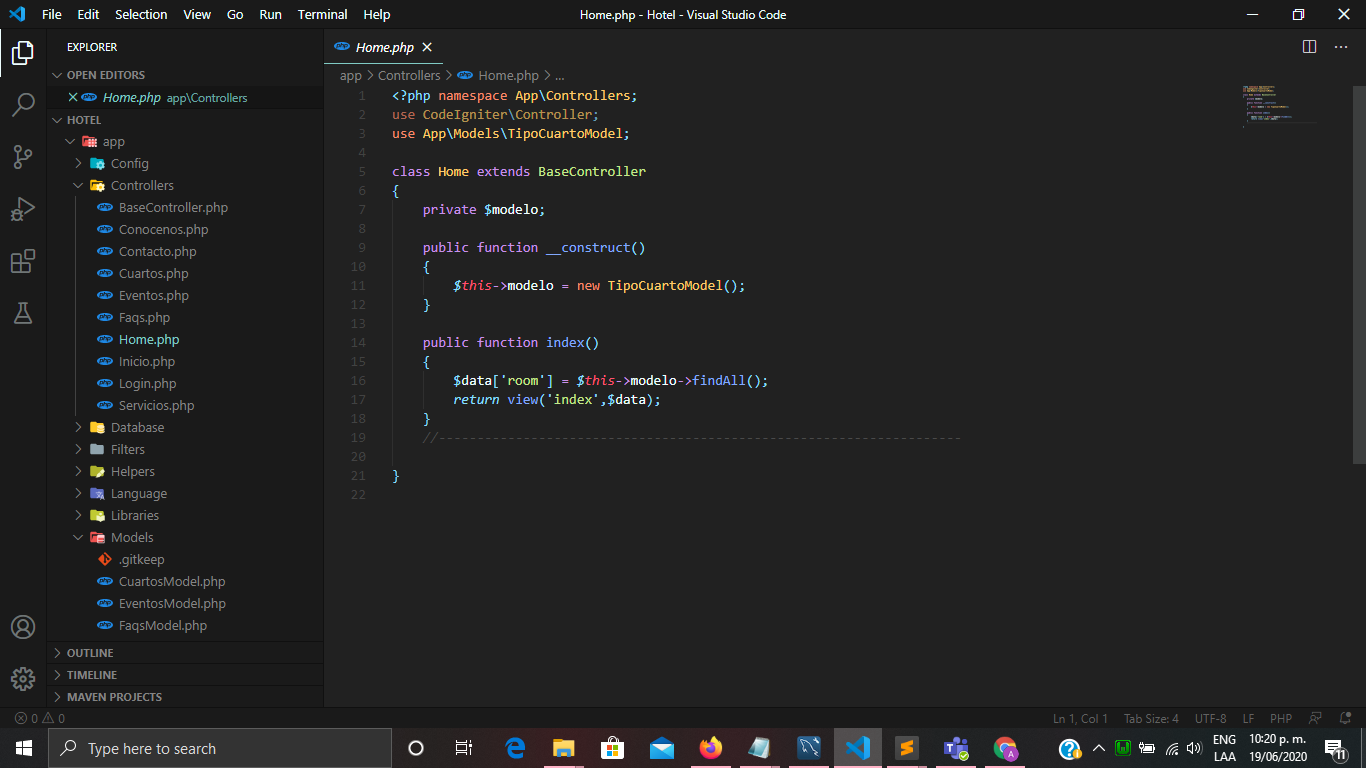 File Edit Selection View Go Run Terminal Help
Home.php - Hotel - Visual Studio Code
EXPLORER
OPEN EDITORS
Home.php app\Controllers
HOTEL
app
Config
Controllers
BaseController.php
Conocenos.php
Contacto.php
Cuartos.php
Eventos.php
Faqs.php
Home.php
Inicio.php
Login.php
Servicios.php
Database
Filters
Helpers
Language
Libraries
Models
.gitkeep
CuartosModel.php
EventosModel.php
FaqsModel.php
OUTLINE
TIMELINE
MAVEN PROJECTS
Home.php
app > Controllers > Home.php > ...
1 <?php namespace App\Controllers;
2 use CodeIgniter\Controller;
3 use App\Models\TipoCuartoModel;
4
5 class Home extends BaseController
6 {
7 private $modelo;
8
9 public function __construct()
10 {
11 $this->modelo = new TipoCuartoModel();
12 }
13
14 public function index()
15 {
16 $data['room'] = $this->modelo->findAll();
17 return view('index',$data);
18 }
19 //--------------------------------------------------------------------
20
21 }
22
0 0
Ln 1, Col 1 Tab Size: 4 UTF-8 LF PHP
Type here to search
ENG
LAA
10:20 p. m.
19/06/2020
11